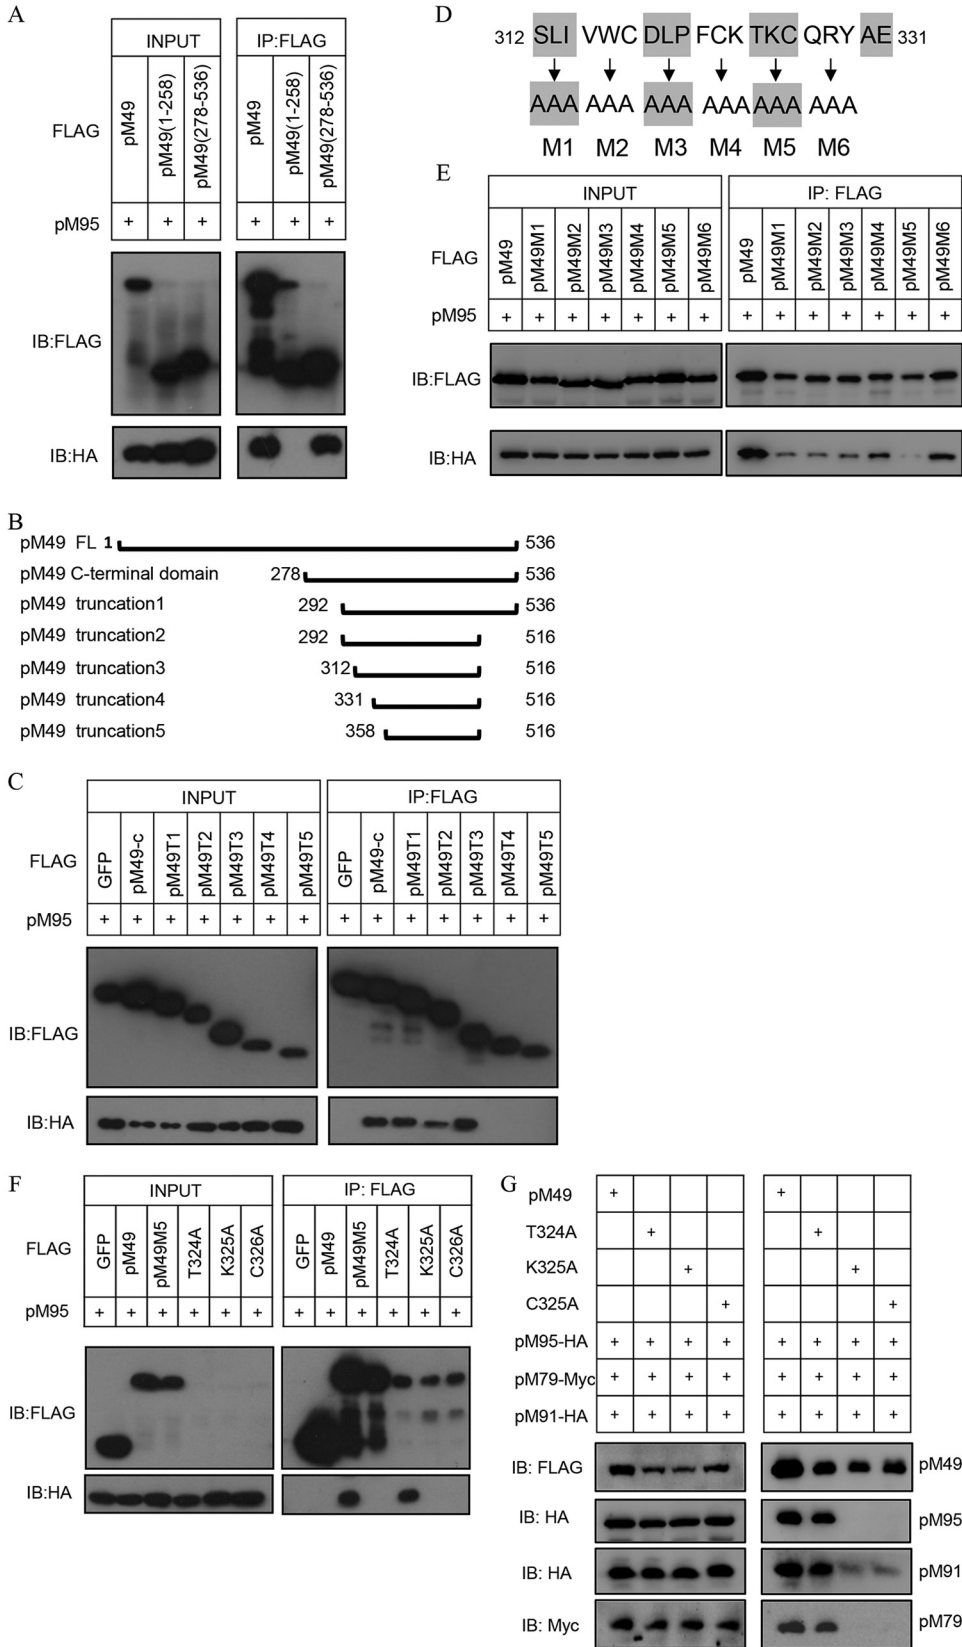 A
INPUT
IP:FLAG
FLAG
pM49
pM49(1-258)
pM49(278-536)
pM49
pM49(1-258)
pM49(278-536)
pM95 + + + + + +
IB:FLAG
IB:HA
B
pM49 FL 1 536
pM49 C-terminal domain 278 536
pM49 truncation1 292 536
pM49 truncation2 292 516
pM49 truncation3 312 516
pM49 truncation4 331 516
pM49 truncation5 358 516
C
INPUT
IP:FLAG
FLAG
GFP
pM49-c
pM49T1
pM49T2
pM49T3
pM49T4
pM49T5
GFP
pM49-c
pM49T1
pM49T2
pM49T3
pM49T4
pM49T5
pM95 + + + + + + + + + + + + + +
IB:FLAG
IB:HA
D
312 SLI VWC DLP FCK TKC QRY AE 331
AAA AAA AAA AAA AAA AAA
M1 M2 M3 M4 M5 M6
E
INPUT
IP: FLAG
FLAG
pM49
pM49M1
pM49M2
pM49M3
pM49M4
pM49M5
pM49M6
pM49
pM49M1
pM49M2
pM49M3
pM49M4
pM49M5
pM49M6
pM95 + + + + + + + + + + + + + +
IB:FLAG
IB:HA
F
INPUT
IP: FLAG
FLAG
GFP
pM49
pM49M5
T324A
K325A
C326A
GFP
pM49
pM49M5
T324A
K325A
C326A
pM95 + + + + + + + + + + + +
IB:FLAG
IB:HA
G
pM49 + +
T324A + +
K325A + +
C325A + +
pM95-HA + + + + + + + +
pM79-Myc + + + + + + + +
pM91-HA + + + + + + + +
IB: FLAG pM49
IB: HA pM95
IB: HA pM91
IB: Myc pM79